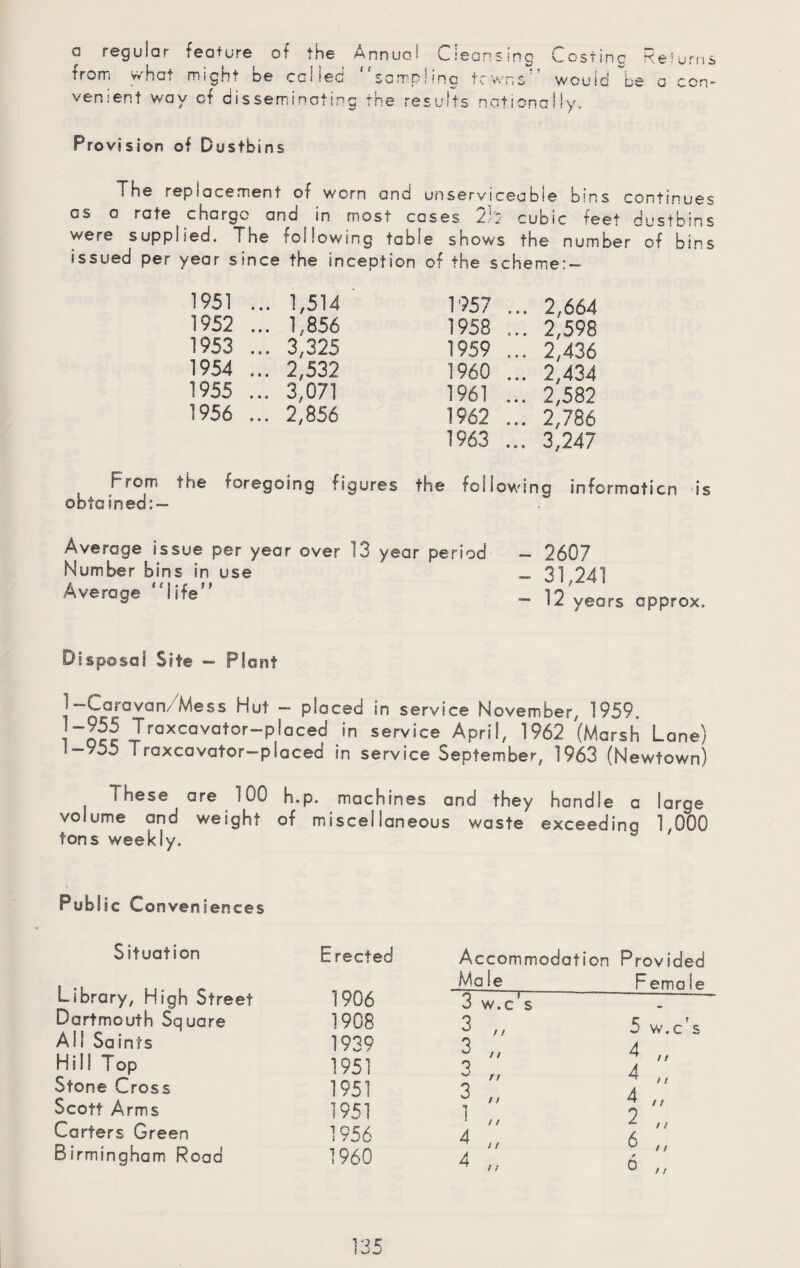 a regular feature of the Annual Cleansing Costing Returns
from what might be called "sampling towns" would be a con-
venient way of disseminating the results nationally.
Provision of Dustbins
The replacement of worn and unserviceable bins continues
as a rate charge and in most cases 2½ cubic feet dustbins
were supplied. The following table shows the number of bins
issued per year since the inception of the scheme:—
1951 ... 1,514 1957 ... 2,664
1952 ... 1,856 1958 ... 2,598
1953 ... 3,325 1959 ... 2,436
1954 ... 2,532 1960 ... 2,434
1955 ... 3,071 1961 ... 2,582
1956 ... 2,856 1962 ... 2,786
1963 ... 3,247
From the foregoing figures the following information is
obtained:—
Average issue per year over 13 year period — 2607
Number bins in use — 31,241
Average "life" — 12 years approx.
Disposal Site — Plant
1—Caravan/Mess Hut — placed in service November, 1959.
1—955 Traxcavator—placed in service April, 1962 (Marsh Lane)
1—955 Traxcavator—placed in service September, 1963 (Newtown)
These are 100 h.p. machines and they handle a large
volume and weight of miscellaneous waste exceeding 1,000
tons weekly.
Public Conveniences
Situation Erected Accommodation Provided
Male Female
Library, High Street 1906 3 w.c's -
Dartmouth Square 1908 3 ,, 5 w.c's
All Saints 1939 3 ,, 4 ,,
Hill Top 1951 3 ,, 4 ,,
Stone Cross 1951 3 ,, 4 ,,
Scott Arms 1951 1 ,, 2 ,,
Carters Green 1956 4 ,, 6 ,,
Birmingham Road 1960 4 ,, 6 ,,
135